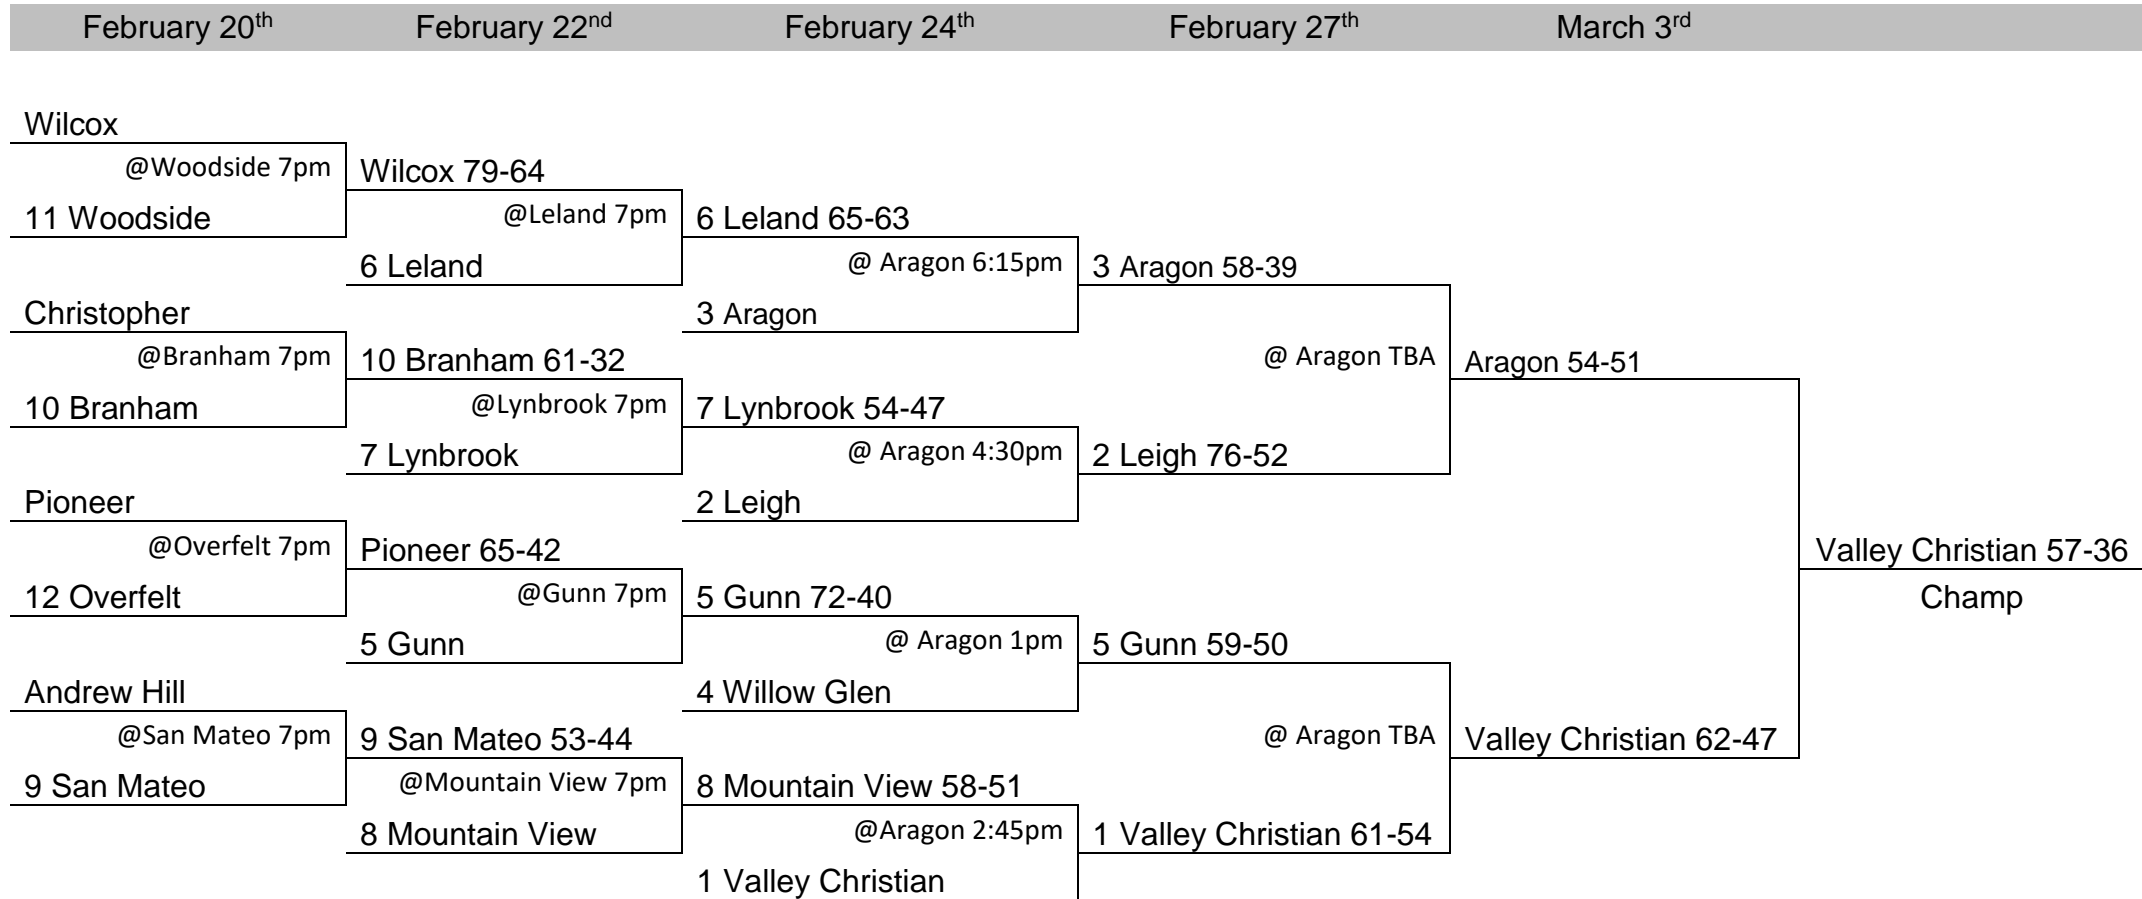 February 20th February 22nd February 24th February 27th March 3rd
Wilcox
@Woodside 7pm
11 Woodside
Christopher
@Branham 7pm
10 Branham
Pioneer
@Overfelt 7pm
12 Overfelt
Andrew Hill
@San Mateo 7pm
9 San Mateo
Wilcox 79-64
@Leland 7pm
6 Leland
10 Branham 61-32
@Lynbrook 7pm
7 Lynbrook
Pioneer 65-42
@Gunn 7pm
5 Gunn
9 San Mateo 53-44
@Mountain View 7pm
8 Mountain View
6 Leland 65-63
@ Aragon 6:15pm
3 Aragon
7 Lynbrook 54-47
@ Aragon 4:30pm
2 Leigh
5 Gunn 72-40
@ Aragon 1pm
4 Willow Glen
8 Mountain View 58-51
@Aragon 2:45pm
1 Valley Christian
3 Aragon 58-39
@ Aragon TBA
2 Leigh 76-52
5 Gunn 59-50
@ Aragon TBA
1 Valley Christian 61-54
Aragon 54-51
Valley Christian 62-47
Valley Christian 57-36
Champ